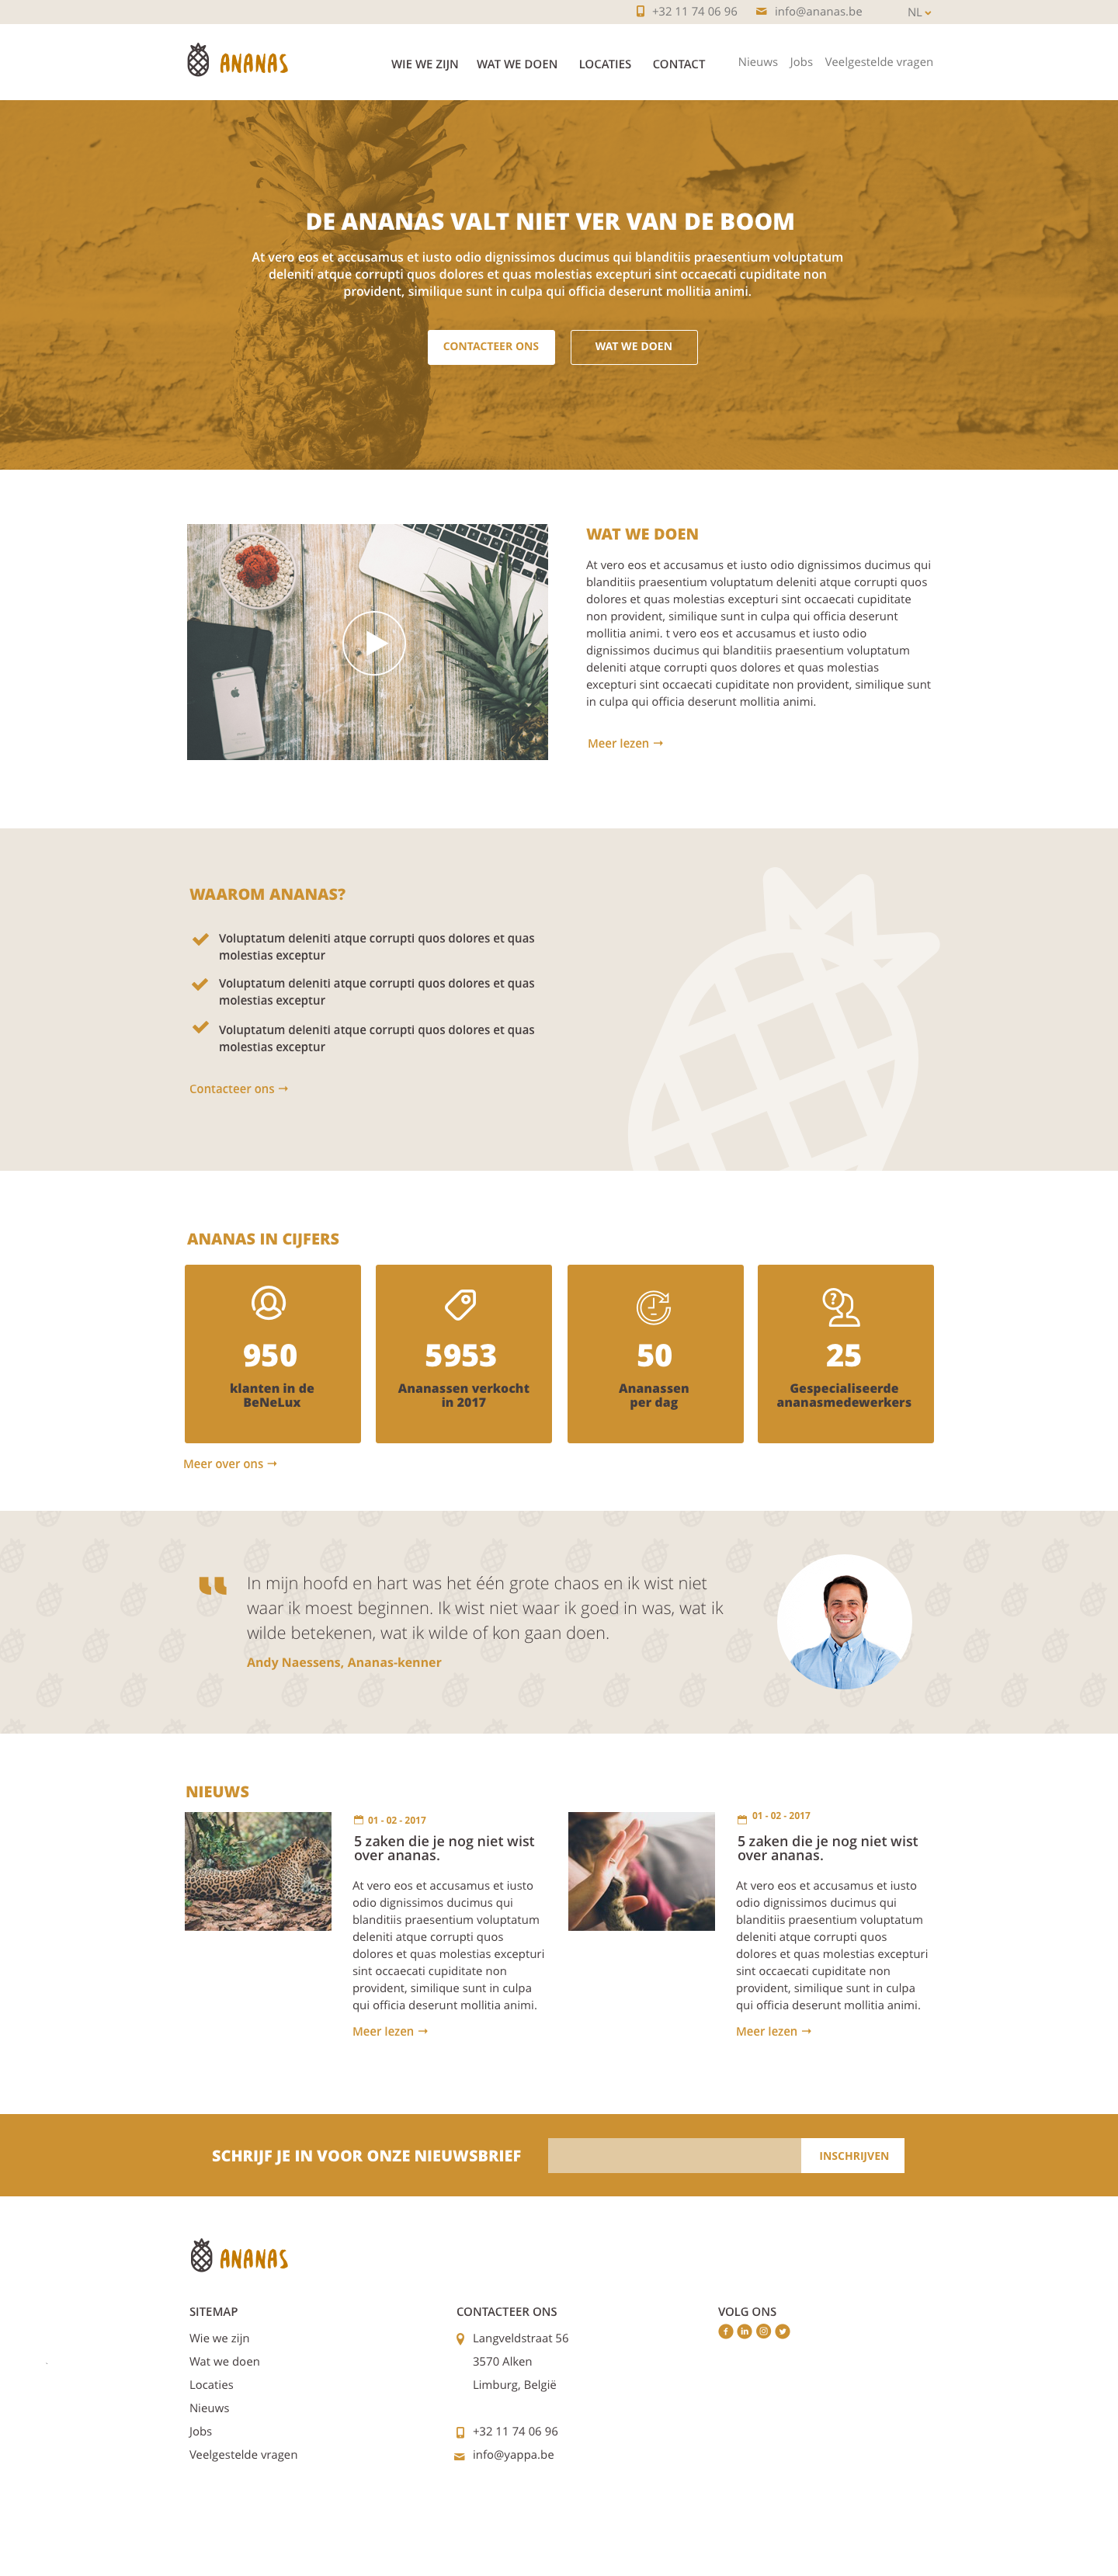 +32 11 74 06 96 info@ananas.be NL
ANANAS
WIE WE ZIJN WAT WE DOEN LOCATIES CONTACT Nieuws Jobs Veelgestelde vragen
DE ANANAS VALT NIET VER VAN DE BOOM
At vero eos et accusamus et iusto odio dignissimos ducimus qui blanditiis praesentium voluptatum
deleniti atque corrupti quos dolores et quas molestias excepturi sint occaecati cupiditate non
provident, similique sunt in culpa qui officia deserunt mollitia animi.
CONTACTEER ONS WAT WE DOEN
WAT WE DOEN
At vero eos et accusamus et iusto odio dignissimos ducimus qui
blanditiis praesentium voluptatum deleniti atque corrupti quos
dolores et quas molestias excepturi sint occaecati cupiditate
non provident, similique sunt in culpa qui officia deserunt
mollitia animi. t vero eos et accusamus et iusto odio
dignissimos ducimus qui blanditiis praesentium voluptatum
deleniti atque corrupti quos dolores et quas molestias
excepturi sint occaecati cupiditate non provident, similique sunt
in culpa qui officia deserunt mollitia animi.
Meer lezen →
iPhone
WAAROM ANANAS?
Voluptatum deleniti atque corrupti quos dolores et quas
molestias exceptur
Voluptatum deleniti atque corrupti quos dolores et quas
molestias exceptur
Voluptatum deleniti atque corrupti quos dolores et quas
molestias exceptur
Contacteer ons →
ANANAS IN CIJFERS
950
klanten in de
BeNeLux
5953
Ananassen verkocht
in 2017
50
Ananassen
per dag
?
25
Gespecialiseerde
ananasmedewerkers
Meer over ons →
In mijn hoofd en hart was het één grote chaos en ik wist niet
waar ik moest beginnen. Ik wist niet waar ik goed in was, wat ik
wilde betekenen, wat ik wilde of kon gaan doen.
Andy Naessens, Ananas-kenner
NIEUWS
01 - 02 - 2017
5 zaken die je nog niet wist
over ananas.
At vero eos et accusamus et iusto
odio dignissimos ducimus qui
blanditiis praesentium voluptatum
deleniti atque corrupti quos
dolores et quas molestias excepturi
sint occaecati cupiditate non
provident, similique sunt in culpa
qui officia deserunt mollitia animi.
Meer lezen →
01 - 02 - 2017
5 zaken die je nog niet wist
over ananas.
At vero eos et accusamus et iusto
odio dignissimos ducimus qui
blanditiis praesentium voluptatum
deleniti atque corrupti quos
dolores et quas molestias excepturi
sint occaecati cupiditate non
provident, similique sunt in culpa
qui officia deserunt mollitia animi.
Meer lezen →
SCHRIJF JE IN VOOR ONZE NIEUWSBRIEF INSCHRIJVEN
ANANAS
SITEMAP
Wie we zijn
Wat we doen
Locaties
Nieuws
Jobs
Veelgestelde vragen
CONTACTEER ONS
Langveldstraat 56
3570 Alken
Limburg, België
+32 11 74 06 96
info@yappa.be
VOLG ONS